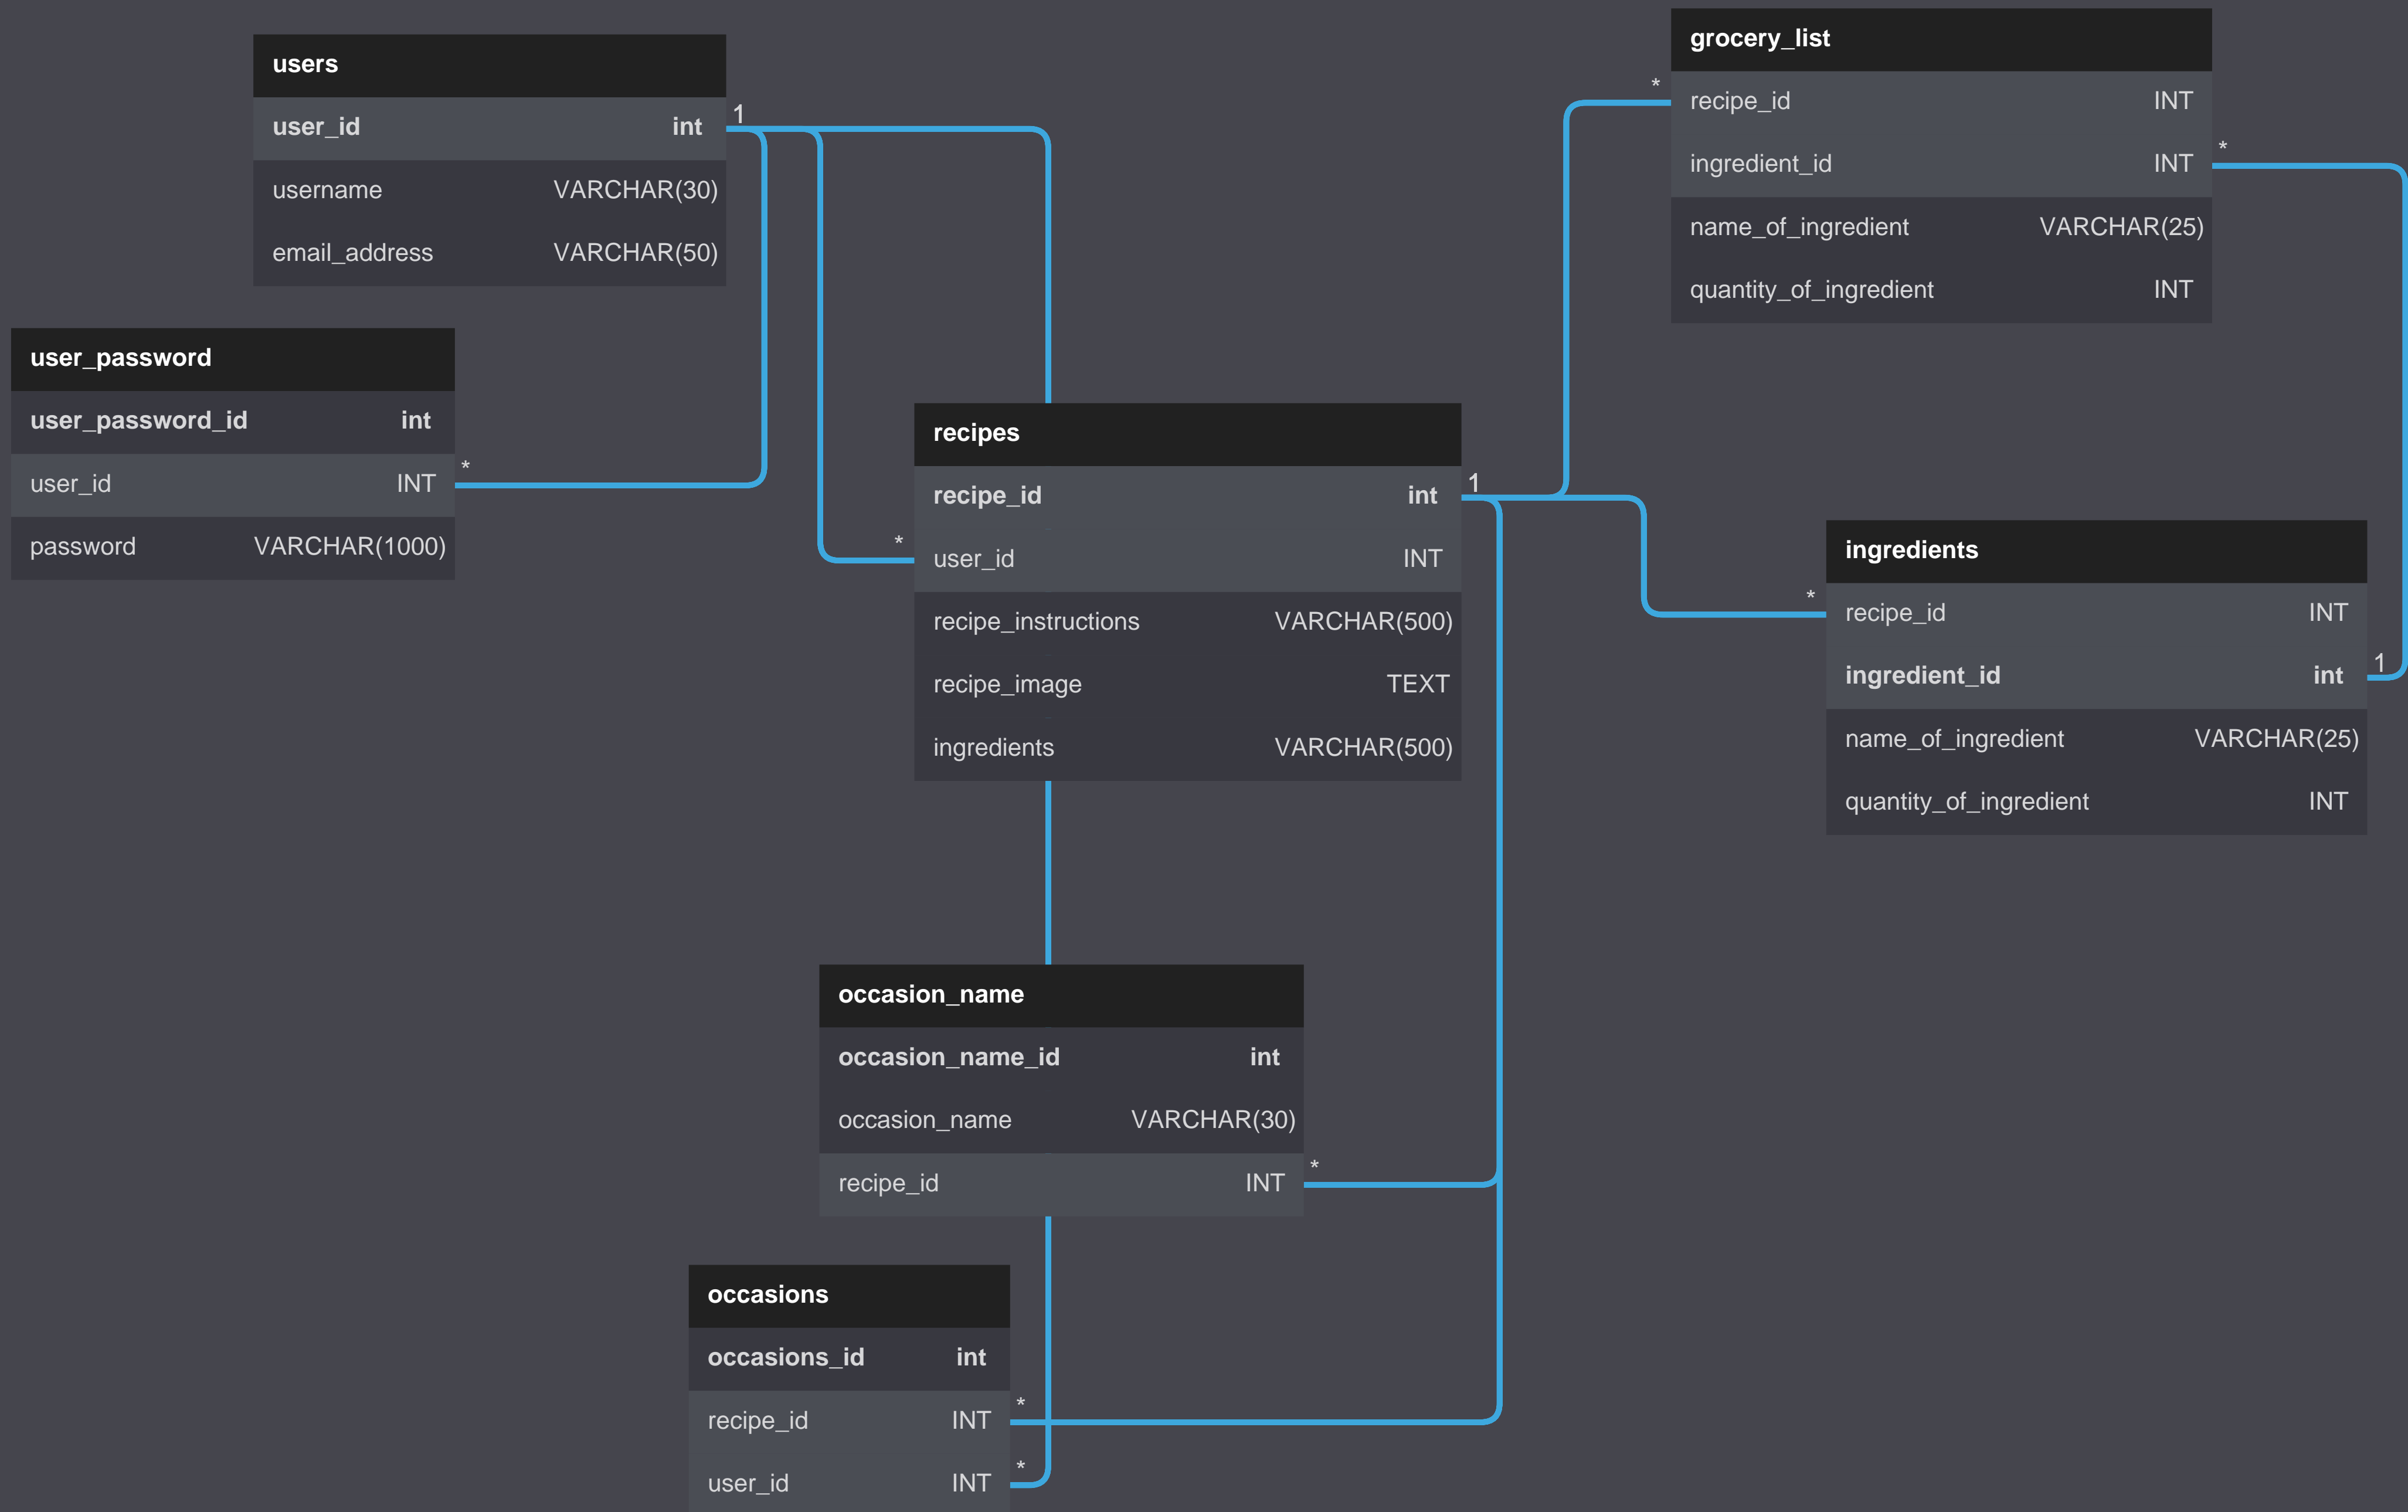 users
user_id int
username VARCHAR(30)
email_address VARCHAR(50)
1
user_password
user_password_id int
user_id INT
password VARCHAR(1000)
*
recipes
recipe_id int
user_id INT
recipe_instructions VARCHAR(500)
recipe_image TEXT
ingredients VARCHAR(500)
*
1
grocery_list
recipe_id INT
ingredient_id INT
name_of_ingredient VARCHAR(25)
quantity_of_ingredient INT
*
*
ingredients
recipe_id INT
ingredient_id int
name_of_ingredient VARCHAR(25)
quantity_of_ingredient INT
*
1
occasion_name
occasion_name_id int
occasion_name VARCHAR(30)
recipe_id INT
*
occasions
occasions_id int
recipe_id INT
user_id INT
*
*